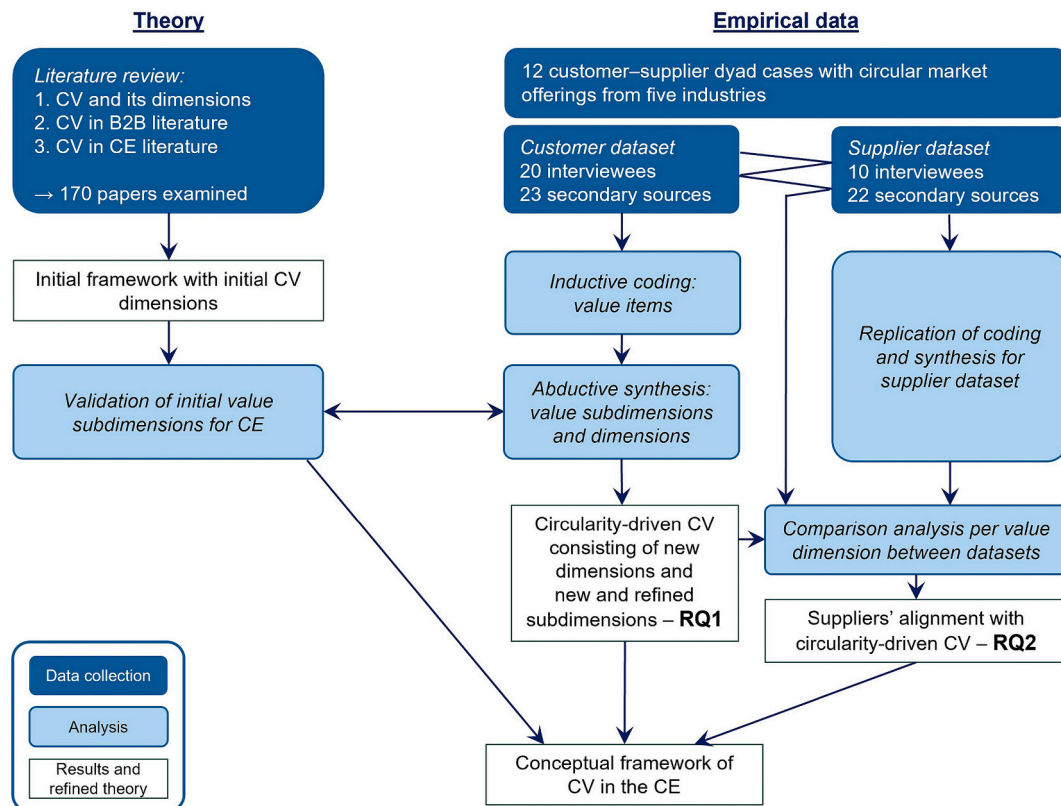 Theory
Empirical data
Literature review:
1. CV and its dimensions
2. CV in B2B literature
3. CV in CE literature
→ 170 papers examined
12 customer–supplier dyad cases with circular market
offerings from five industries
Customer dataset
20 interviewees
23 secondary sources
Supplier dataset
10 interviewees
22 secondary sources
Initial framework with initial CV
dimensions
Inductive coding:
value items
Replication of coding
and synthesis for
supplier dataset
Validation of initial value
subdimensions for CE
Abductive synthesis:
value subdimensions
and dimensions
Circularity-driven CV
consisting of new
dimensions and
new and refined
subdimensions – RQ1
Comparison analysis per value
dimension between datasets
Suppliers' alignment with
circularity-driven CV – RQ2
Data collection
Analysis
Results and
refined theory
Conceptual framework of
CV in the CE